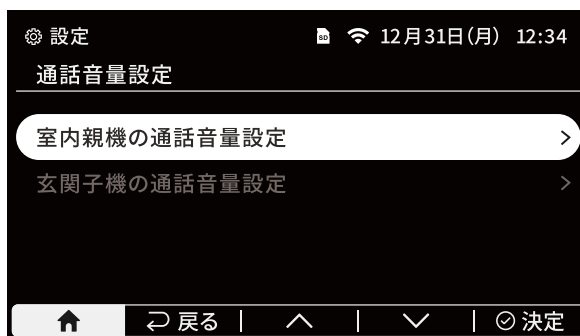 設定 SD 12月31日(月) 12:34
通話音量設定
室内親機の通話音量設定
玄関子機の通話音量設定
戻る 決定